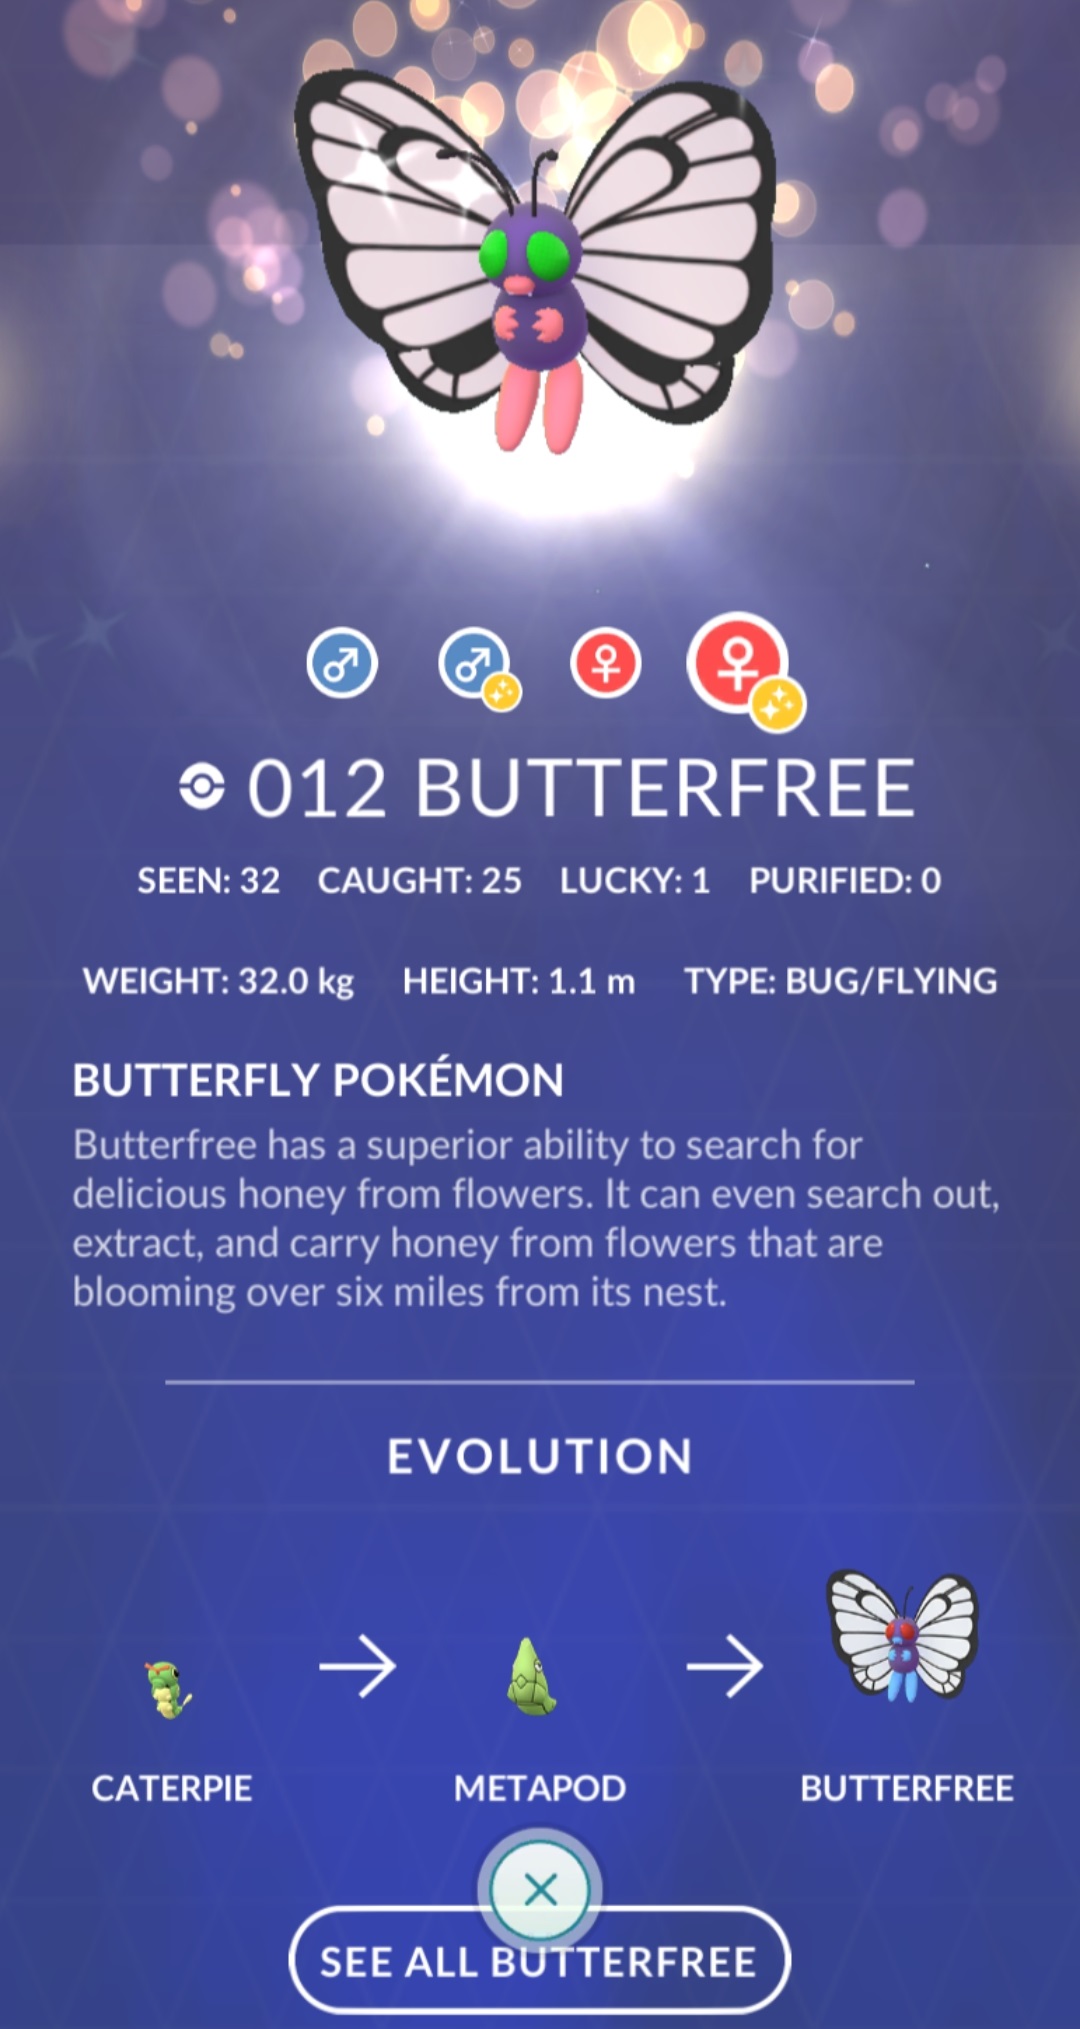 012 BUTTERFREE
SEEN: 32 CAUGHT: 25 LUCKY: 1 PURIFIED: 0
WEIGHT: 32.0 kg HEIGHT: 1.1 m TYPE: BUG/FLYING
BUTTERFLY POKÉMON
Butterfree has a superior ability to search for
delicious honey from flowers. It can even search out,
extract, and carry honey from flowers that are
blooming over six miles from its nest.
EVOLUTION
CATERPIE METAPOD BUTTERFREE
SEE ALL BUTTERFREE